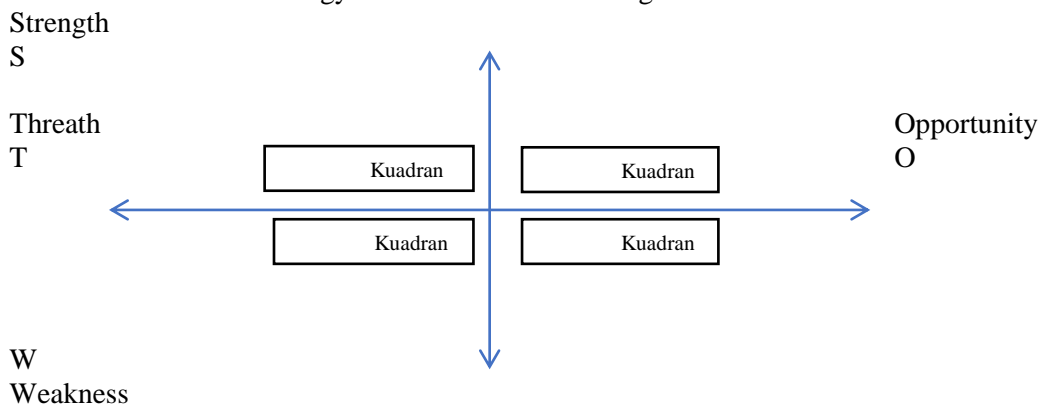 Strength
S
Threath
T
Opportunity
O
Kuadran
Kuadran
Kuadran
Kuadran
W
Weakness